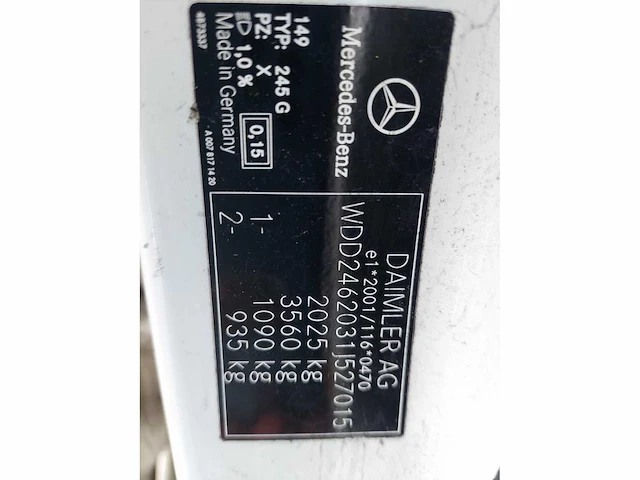 Mercedes-Benz
149
TYP: 245 G
PZ: X
1,0 %
Made in Germany
0,15
4873337
A 007 817 14 20
DAIMLER AG
e1*2001/116*0470
WDD2462031J527015
2025 kg
3560 kg
1- 1090 kg
2- 935 kg